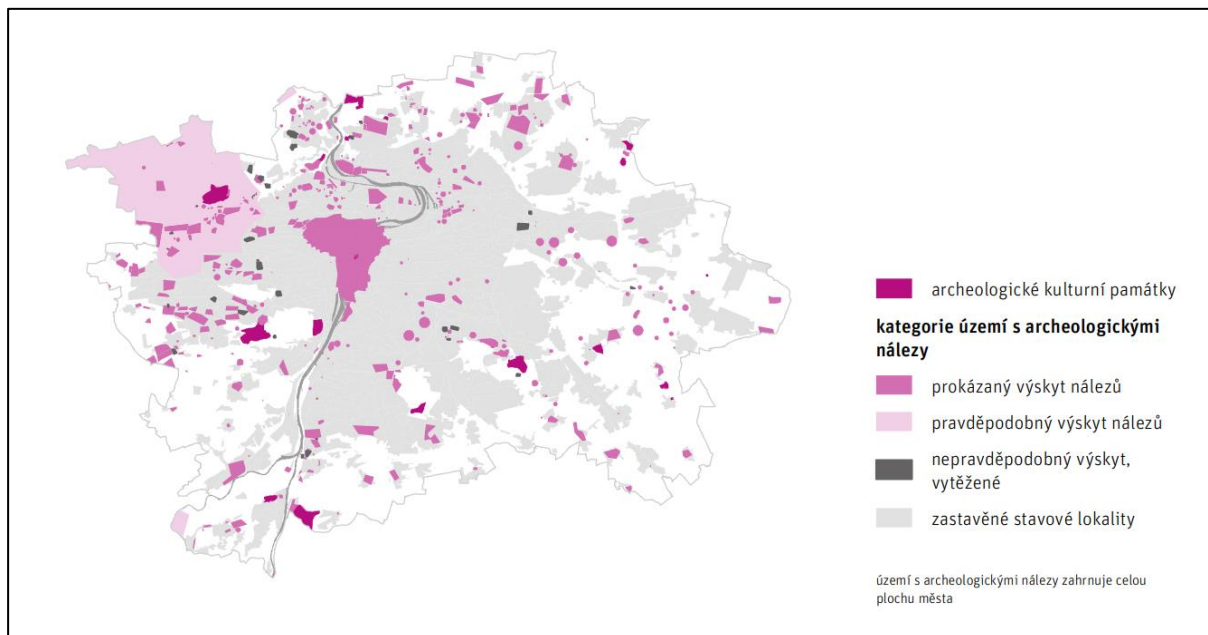 archeologické kulturní památky
kategorie území s archeologickými
nálezy
prokázaný výskyt nálezů
pravděpodobný výskyt nálezů
nepravděpodobný výskyt,
vytěžené
zastavěné stavové lokality
území s archeologickými nálezy zahrnuje celou
plochu města